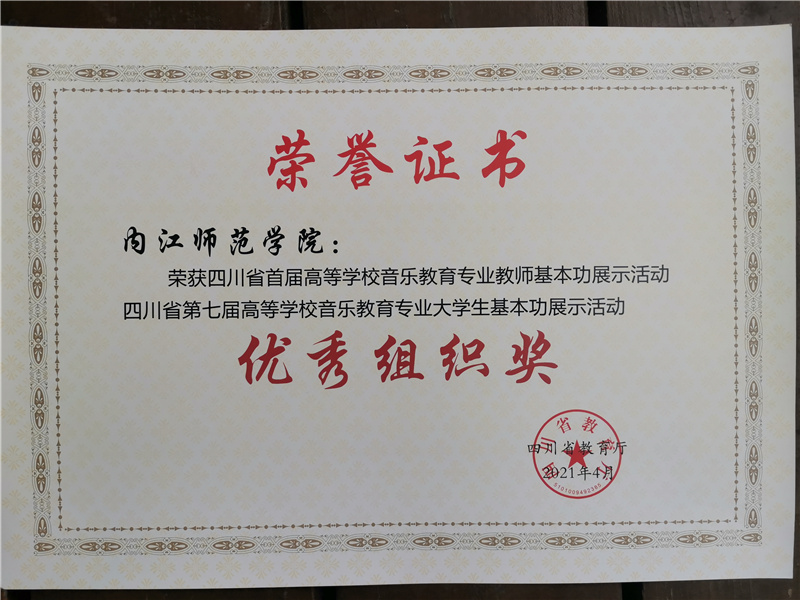 荣誉证书
内江师范学院：
荣获四川省首届高等学校音乐教育专业教师基本功展示活动
四川省第七届高等学校音乐教育专业大学生基本功展示活动
优秀组织奖
四川省教育厅
2021年4月